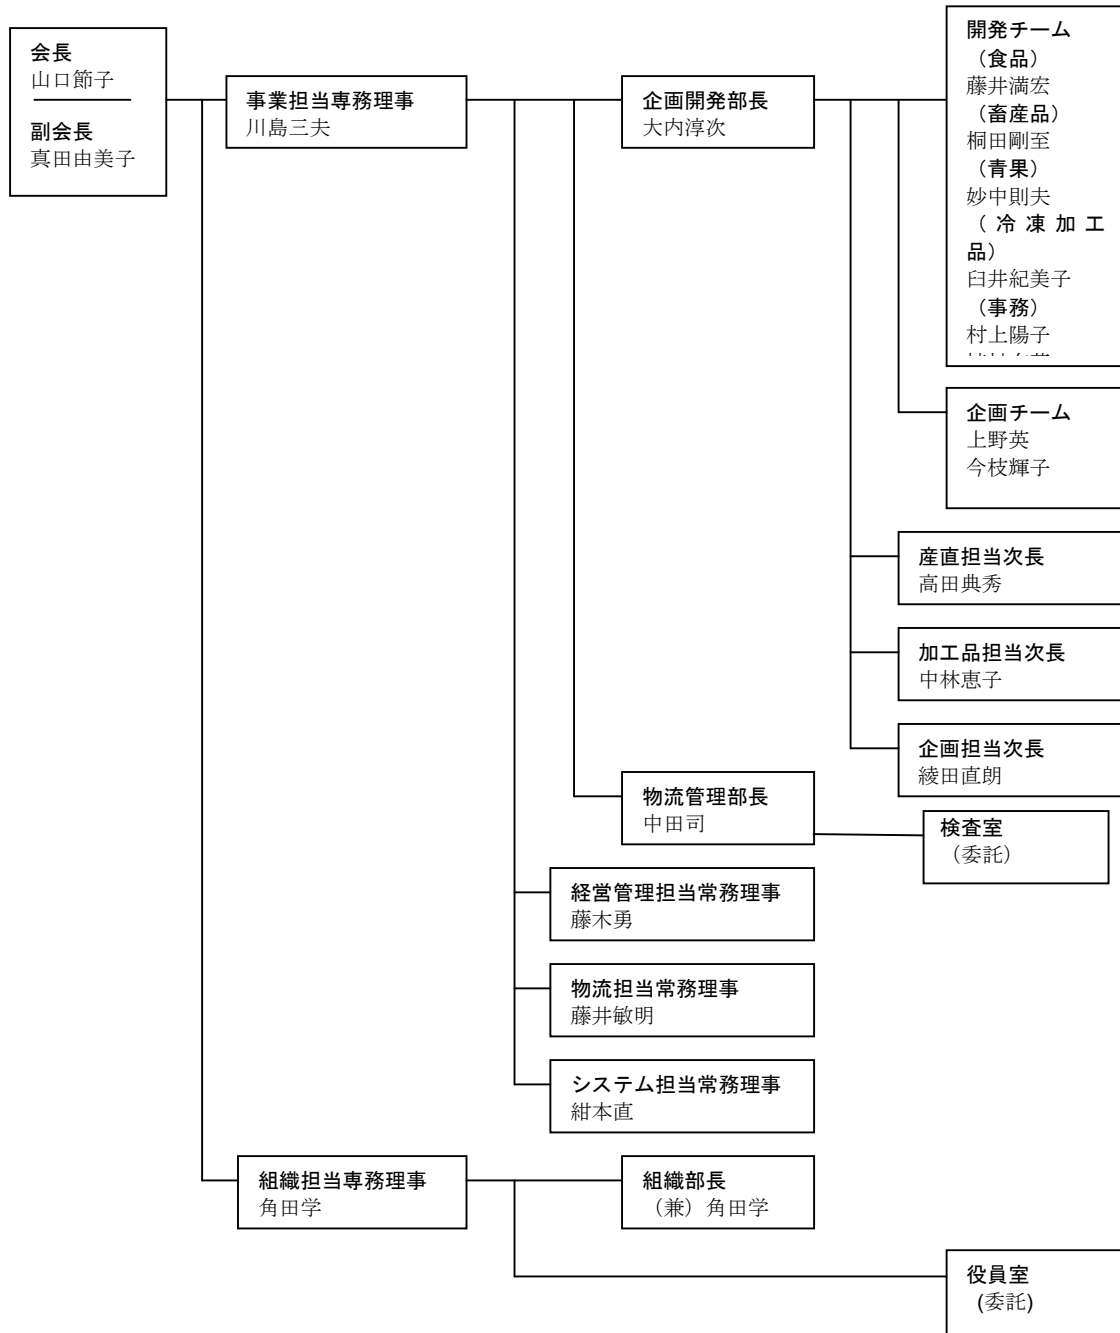 会長
山口節子
副会長
真田由美子
事業担当専務理事
川島三夫
企画開発部長
大内淳次
開発チーム
（食品）
藤井満宏
（畜産品）
桐田剛至
（青果）
妙中則夫
（冷凍加工
品）
臼井紀美子
（事務）
村上陽子
企画チーム
上野英
今枝輝子
産直担当次長
高田典秀
加工品担当次長
中林恵子
企画担当次長
綾田直朗
物流管理部長
中田司
検査室
（委託）
経営管理担当常務理事
藤木勇
物流担当常務理事
藤井敏明
システム担当常務理事
紺本直
組織担当専務理事
角田学
組織部長
（兼）角田学
役員室
(委託)